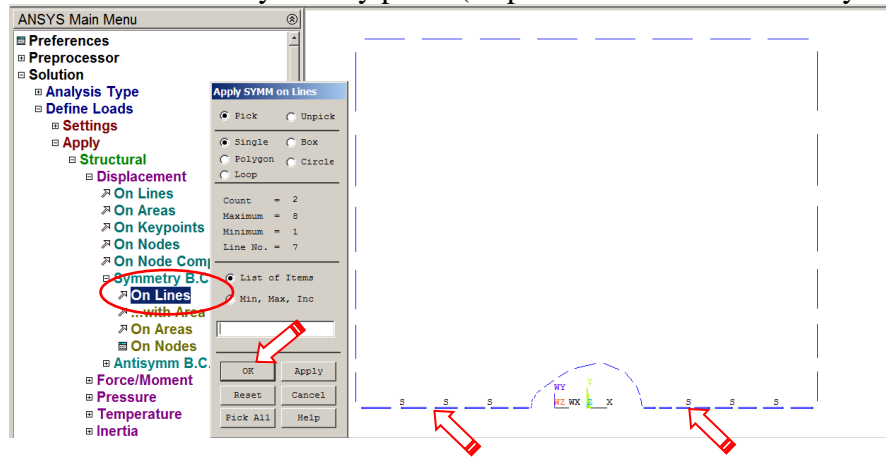 ANSYS Main Menu
Preferences
Preprocessor
Solution
Analysis Type
Define Loads
Settings
Apply
Structural
Displacement
On Lines
On Areas
On Keypoints
On Nodes
On Node Comp
Symmetry B.C
On Lines
...with Area
On Areas
On Nodes
Antisymm B.C.
Force/Moment
Pressure
Temperature
Inertia
Apply SYMM on Lines
Pick Unpick
Single Box
Polygon Circle
Loop
Count = 2
Maximum = 8
Minimum = 1
Line No. = 7
List of Items
Min, Max, Inc
OK Apply
Reset Cancel
Pick All Help
WY Y
S S S WZ WX Z X S S S